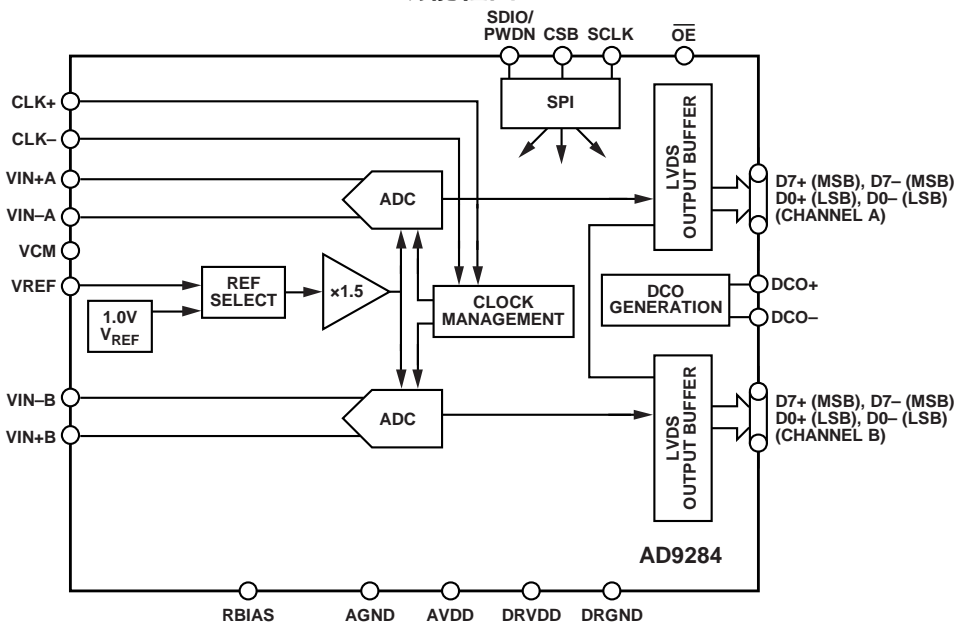 SDIO/
PWDN CSB SCLK OE
SPI
CLK+
CLK–
VIN+A
VIN–A
VCM
VREF
ADC
REF
SELECT
×1.5
1.0V
VREF
CLOCK
MANAGEMENT
VIN–B
VIN+B
ADC
LVDS
OUTPUT BUFFER
D7+ (MSB), D7– (MSB)
D0+ (LSB), D0– (LSB)
(CHANNEL A)
DCO
GENERATION
DCO+
DCO–
LVDS
OUTPUT BUFFER
D7+ (MSB), D7– (MSB)
D0+ (LSB), D0– (LSB)
(CHANNEL B)
AD9284
RBIAS AGND AVDD DRVDD DRGND